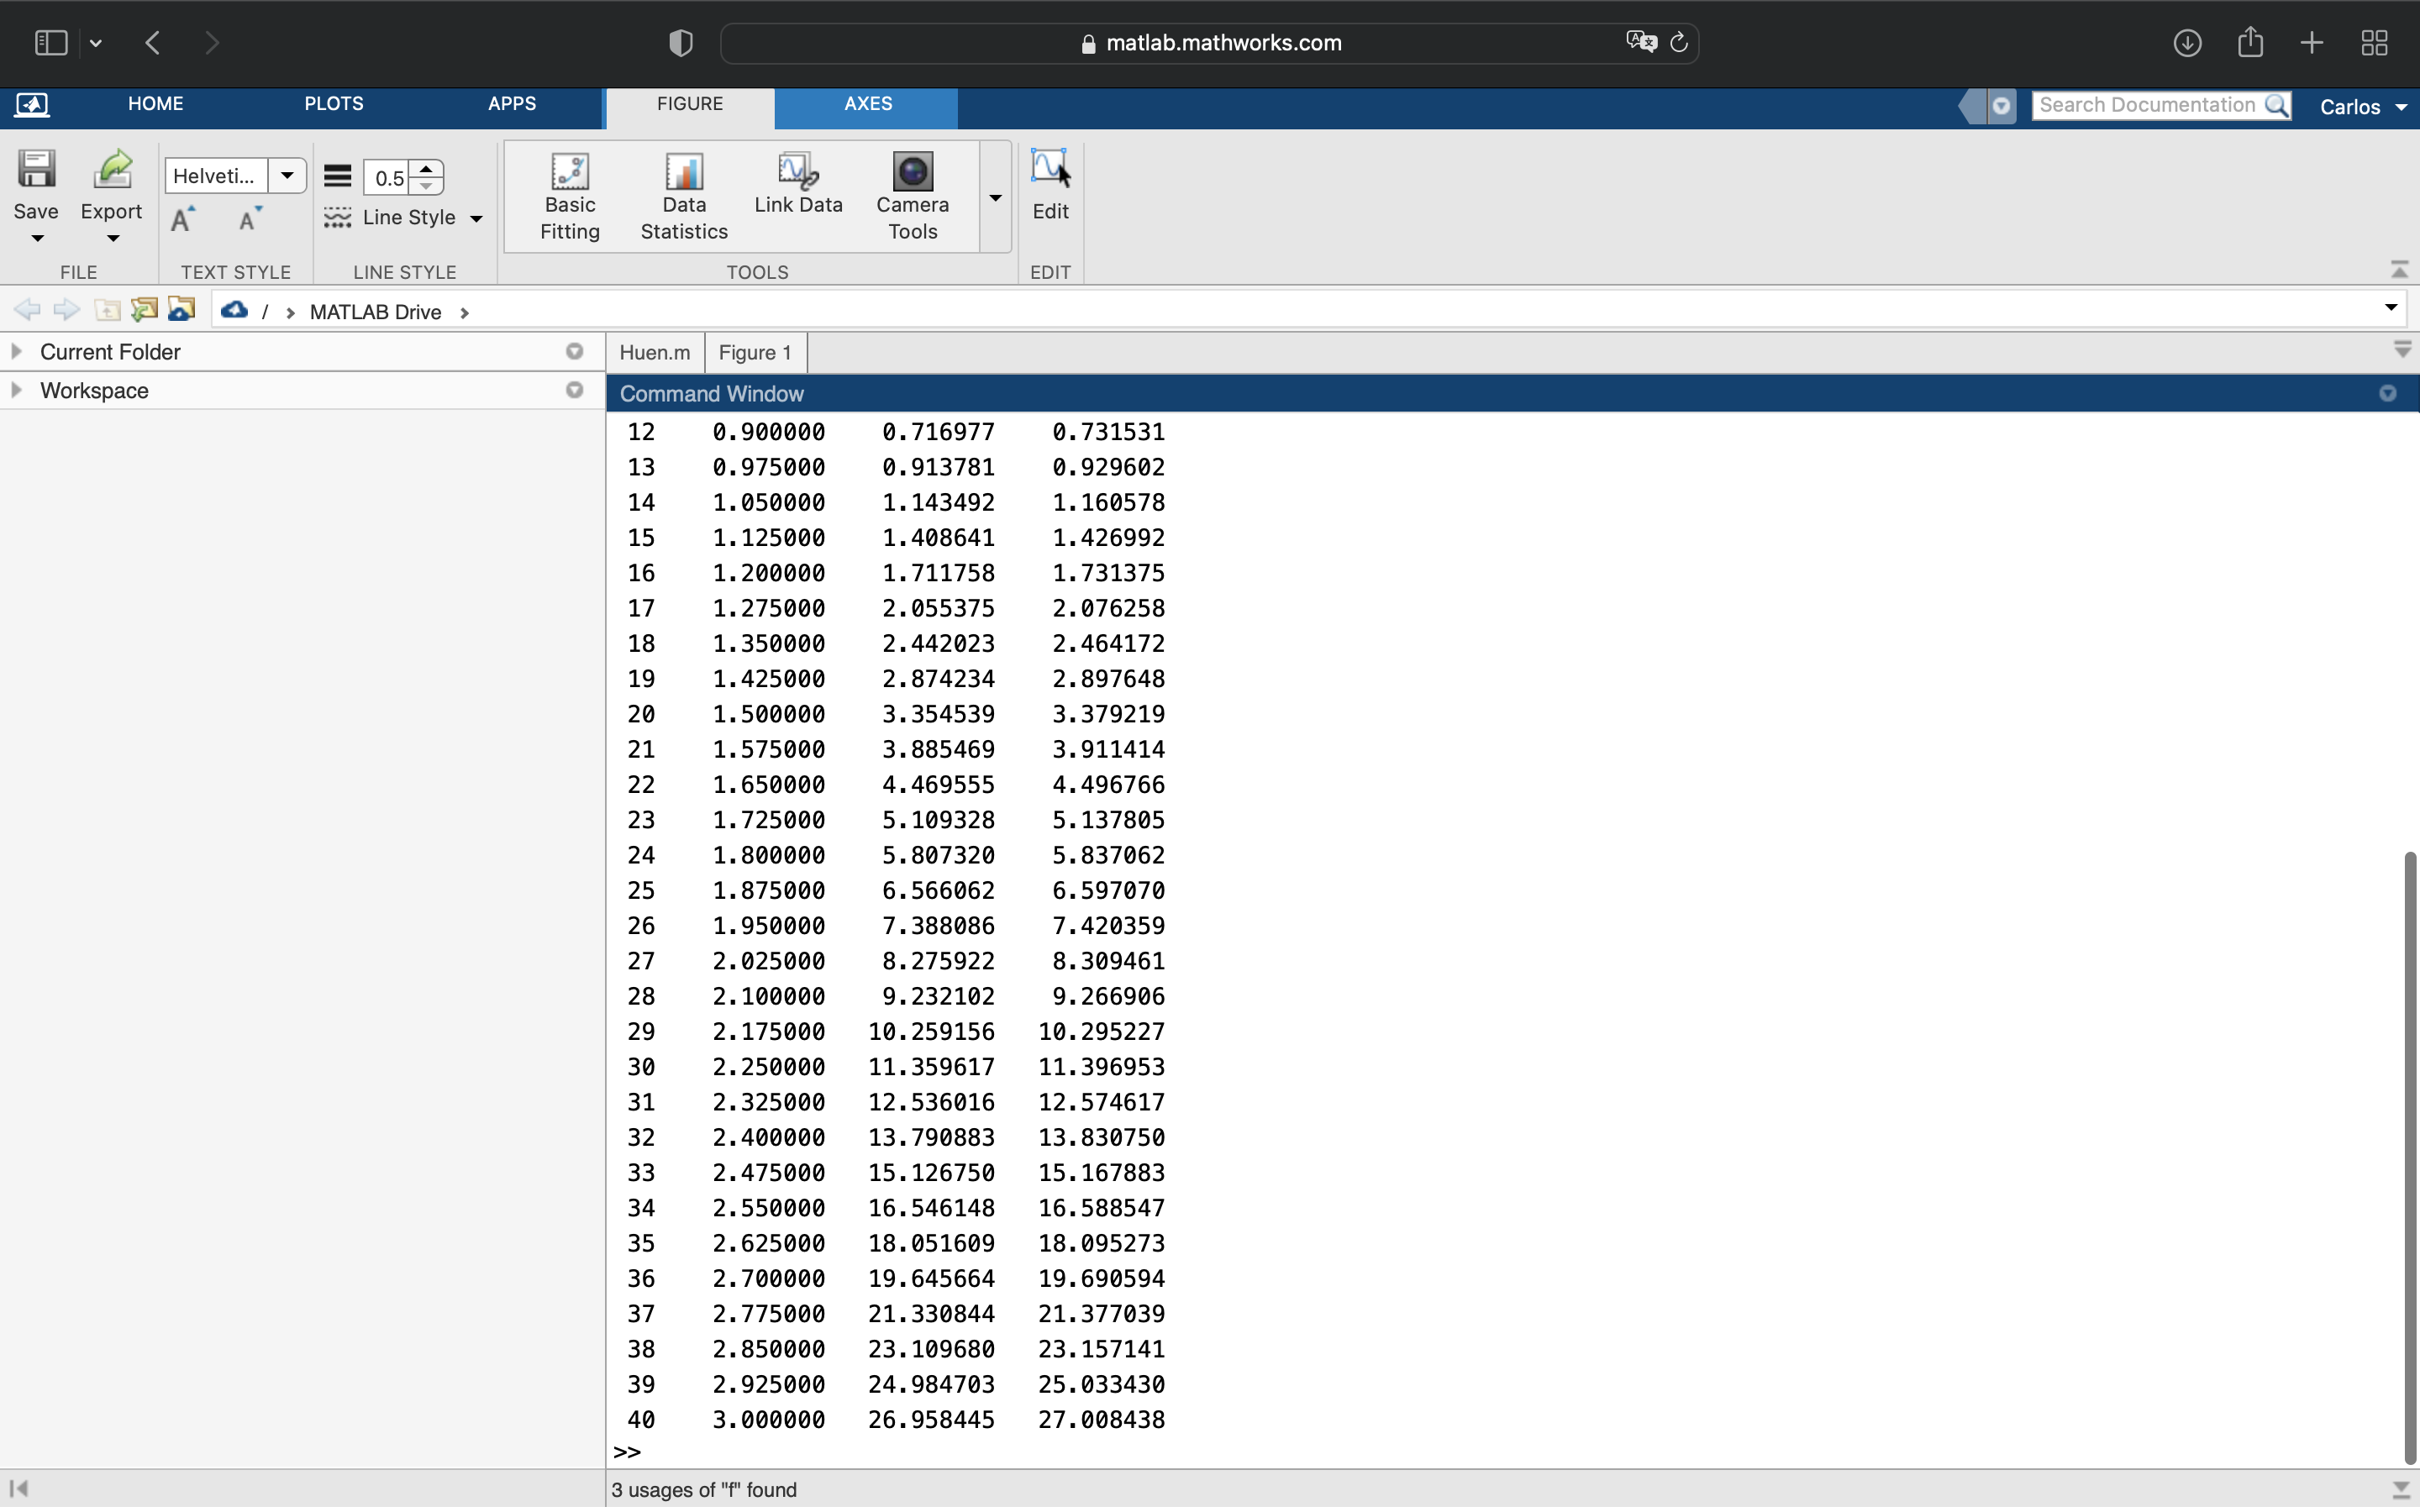 matlab.mathworks.com
HOME PLOTS APPS FIGURE AXES Search Documentation Carlos
Save Export Helveti... 0.5 Line Style Basic Fitting Data Statistics Link Data Camera Tools Edit
FILE TEXT STYLE LINE STYLE TOOLS EDIT
/ > MATLAB Drive >
Current Folder
Workspace
Huen.m Figure 1
Command Window
12 0.900000 0.716977 0.731531
13 0.975000 0.913781 0.929602
14 1.050000 1.143492 1.160578
15 1.125000 1.408641 1.426992
16 1.200000 1.711758 1.731375
17 1.275000 2.055375 2.076258
18 1.350000 2.442023 2.464172
19 1.425000 2.874234 2.897648
20 1.500000 3.354539 3.379219
21 1.575000 3.885469 3.911414
22 1.650000 4.469555 4.496766
23 1.725000 5.109328 5.137805
24 1.800000 5.807320 5.837062
25 1.875000 6.566062 6.597070
26 1.950000 7.388086 7.420359
27 2.025000 8.275922 8.309461
28 2.100000 9.232102 9.266906
29 2.175000 10.259156 10.295227
30 2.250000 11.359617 11.396953
31 2.325000 12.536016 12.574617
32 2.400000 13.790883 13.830750
33 2.475000 15.126750 15.167883
34 2.550000 16.546148 16.588547
35 2.625000 18.051609 18.095273
36 2.700000 19.645664 19.690594
37 2.775000 21.330844 21.377039
38 2.850000 23.109680 23.157141
39 2.925000 24.984703 25.033430
40 3.000000 26.958445 27.008438
>>
3 usages of "f" found